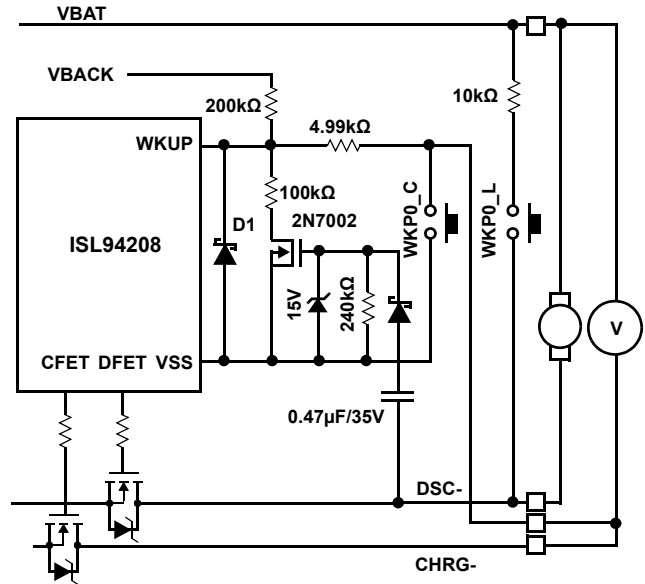 VBAT
VBACK
200kΩ
10kΩ
4.99kΩ
WKUP
100kΩ
2N7002
D1
WKP0_C
WKP0_L
ISL94208
15V
240kΩ
V
CFET DFET VSS
0.47µF/35V
DSC-
CHRG-